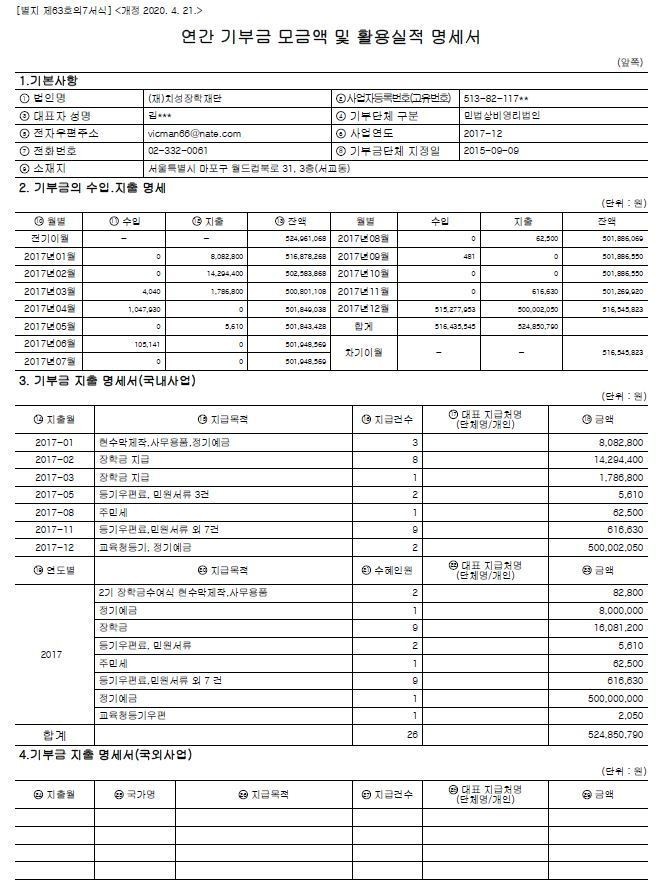 [별지 제63호의7서식] <개정 2020. 4. 21.>
연간 기부금 모금액 및 활용실적 명세서
(앞쪽)
1.기본사항
① 법인명 (재)치성장학재단 ② 사업자등록번호(고유번호) 513-82-117**
③ 대표자 성명 김*** ④ 기부단체 구분 민법상비영리법인
⑤ 전자우편주소 vicman66@nate.com ⑥ 사업연도 2017-12
⑦ 전화번호 02-332-0061 ⑧ 기부금단체 지정일 2015-09-09
⑨ 소재지 서울특별시 마포구 월드컵북로 31, 3층(서교동)
2. 기부금의 수입.지출 명세
(단위 : 원)
⑩ 월별 ⑪ 수입 ⑫ 지출 ⑬ 잔액 월별 수입 지출 잔액
전기이월 - - 524,961,068 2017년08월 0 62,500 501,886,069
2017년01월 0 8,082,800 516,878,268 2017년09월 481 0 501,886,550
2017년02월 0 14,294,400 502,583,868 2017년10월 0 0 501,886,550
2017년03월 4,040 1,786,800 500,801,108 2017년11월 0 616,630 501,269,920
2017년04월 1,047,930 0 501,849,038 2017년12월 515,277,953 500,002,050 516,545,823
2017년05월 0 5,610 501,843,428 합계 516,435,545 524,850,790
2017년06월 105,141 0 501,948,569 차기이월 - - 516,545,823
2017년07월 0 0 501,948,569
3. 기부금 지출 명세서(국내사업)
(단위 : 원)
⑭ 지출월 ⑮ 지급목적 ⑯ 지급건수 ⑰ 대표 지급처명 (단체명/개인) ⑱ 금액
2017-01 현수막제작,사무용품,정기예금 3 8,082,800
2017-02 장학금 지급 8 14,294,400
2017-03 장학금 지급 1 1,786,800
2017-05 등기우편료, 민원서류 3건 2 5,610
2017-08 주민세 1 62,500
2017-11 등기우편료,민원서류 외 7건 9 616,630
2017-12 교육청등기, 정기예금 2 500,002,050
⑲ 연도별 ⑳ 지급목적 ㉑ 수혜인원 ㉒ 대표 지급처명 (단체명/개인) ㉓ 금액
2017 2기 장학금수여식 현수막제작,사무용품 2 82,800
정기예금 1 8,000,000
장학금 9 16,081,200
등기우편료, 민원서류 2 5,610
주민세 1 62,500
등기우편료,민원서류 외 7 건 9 616,630
정기예금 1 500,000,000
교육청등기우편 1 2,050
합계 26 524,850,790
4.기부금 지출 명세서(국외사업)
(단위 : 원)
㉔ 지출월 ㉕ 국가명 ㉖ 지급목적 ㉗ 지급건수 ㉘ 대표 지급처명 (단체명/개인) ㉙ 금액